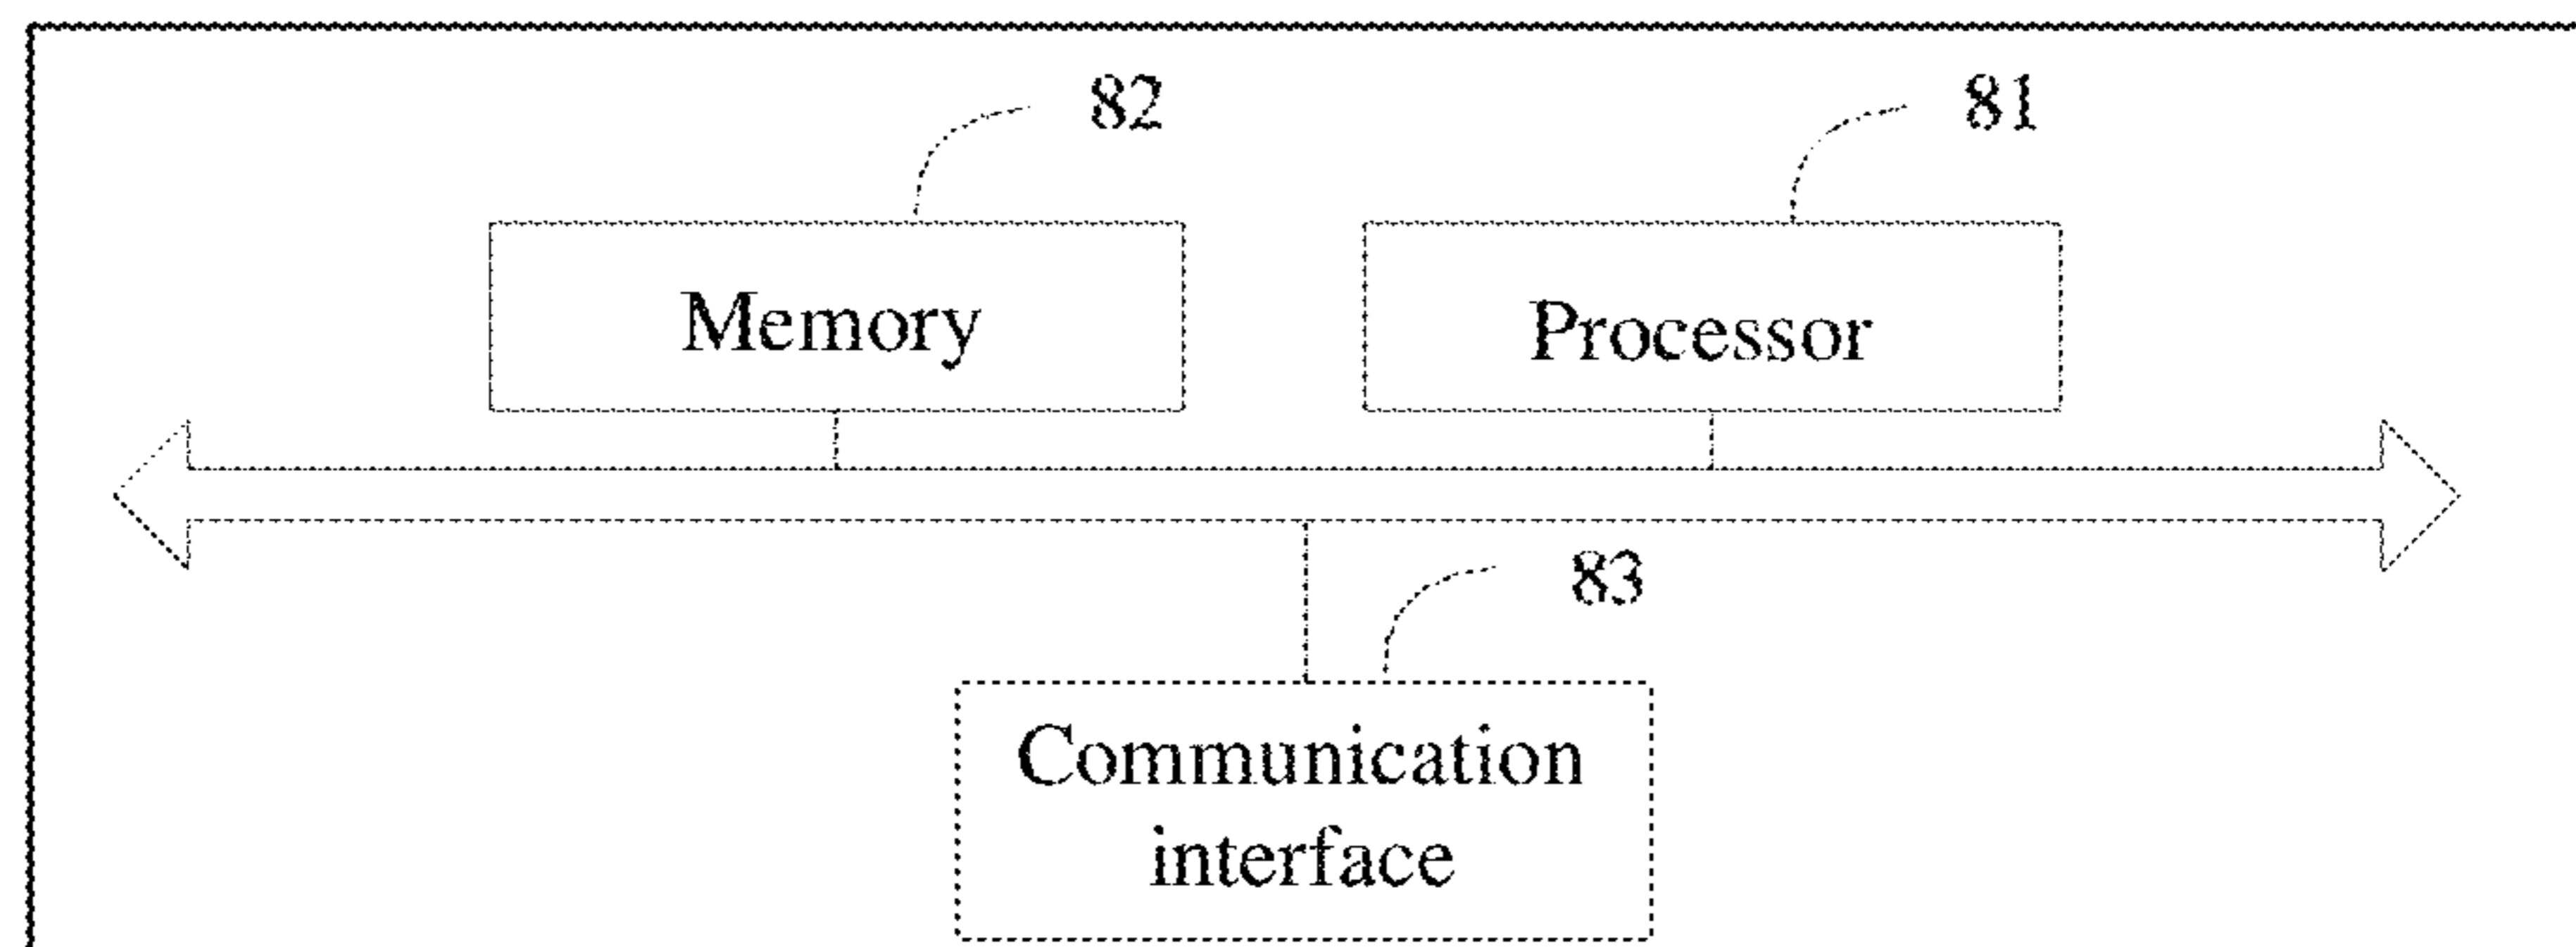 82
81
Memory
Processor
83
Communication
interface